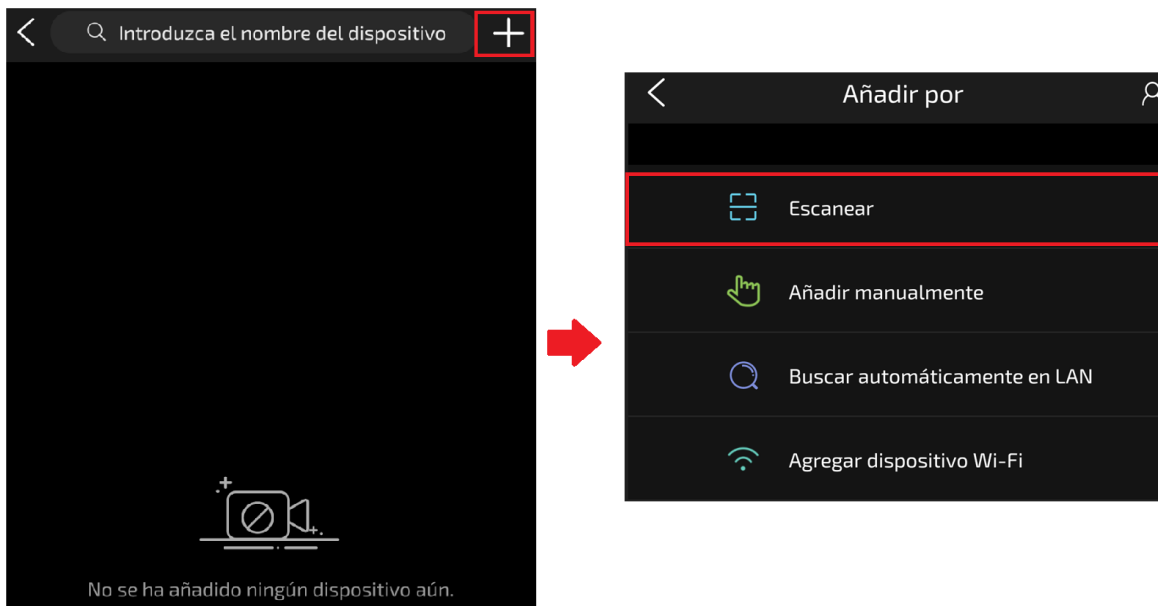 Introduzca el nombre del dispositivo
No se ha añadido ningún dispositivo aún.
Añadir por
Escanear
Añadir manualmente
Buscar automáticamente en LAN
Agregar dispositivo Wi-Fi